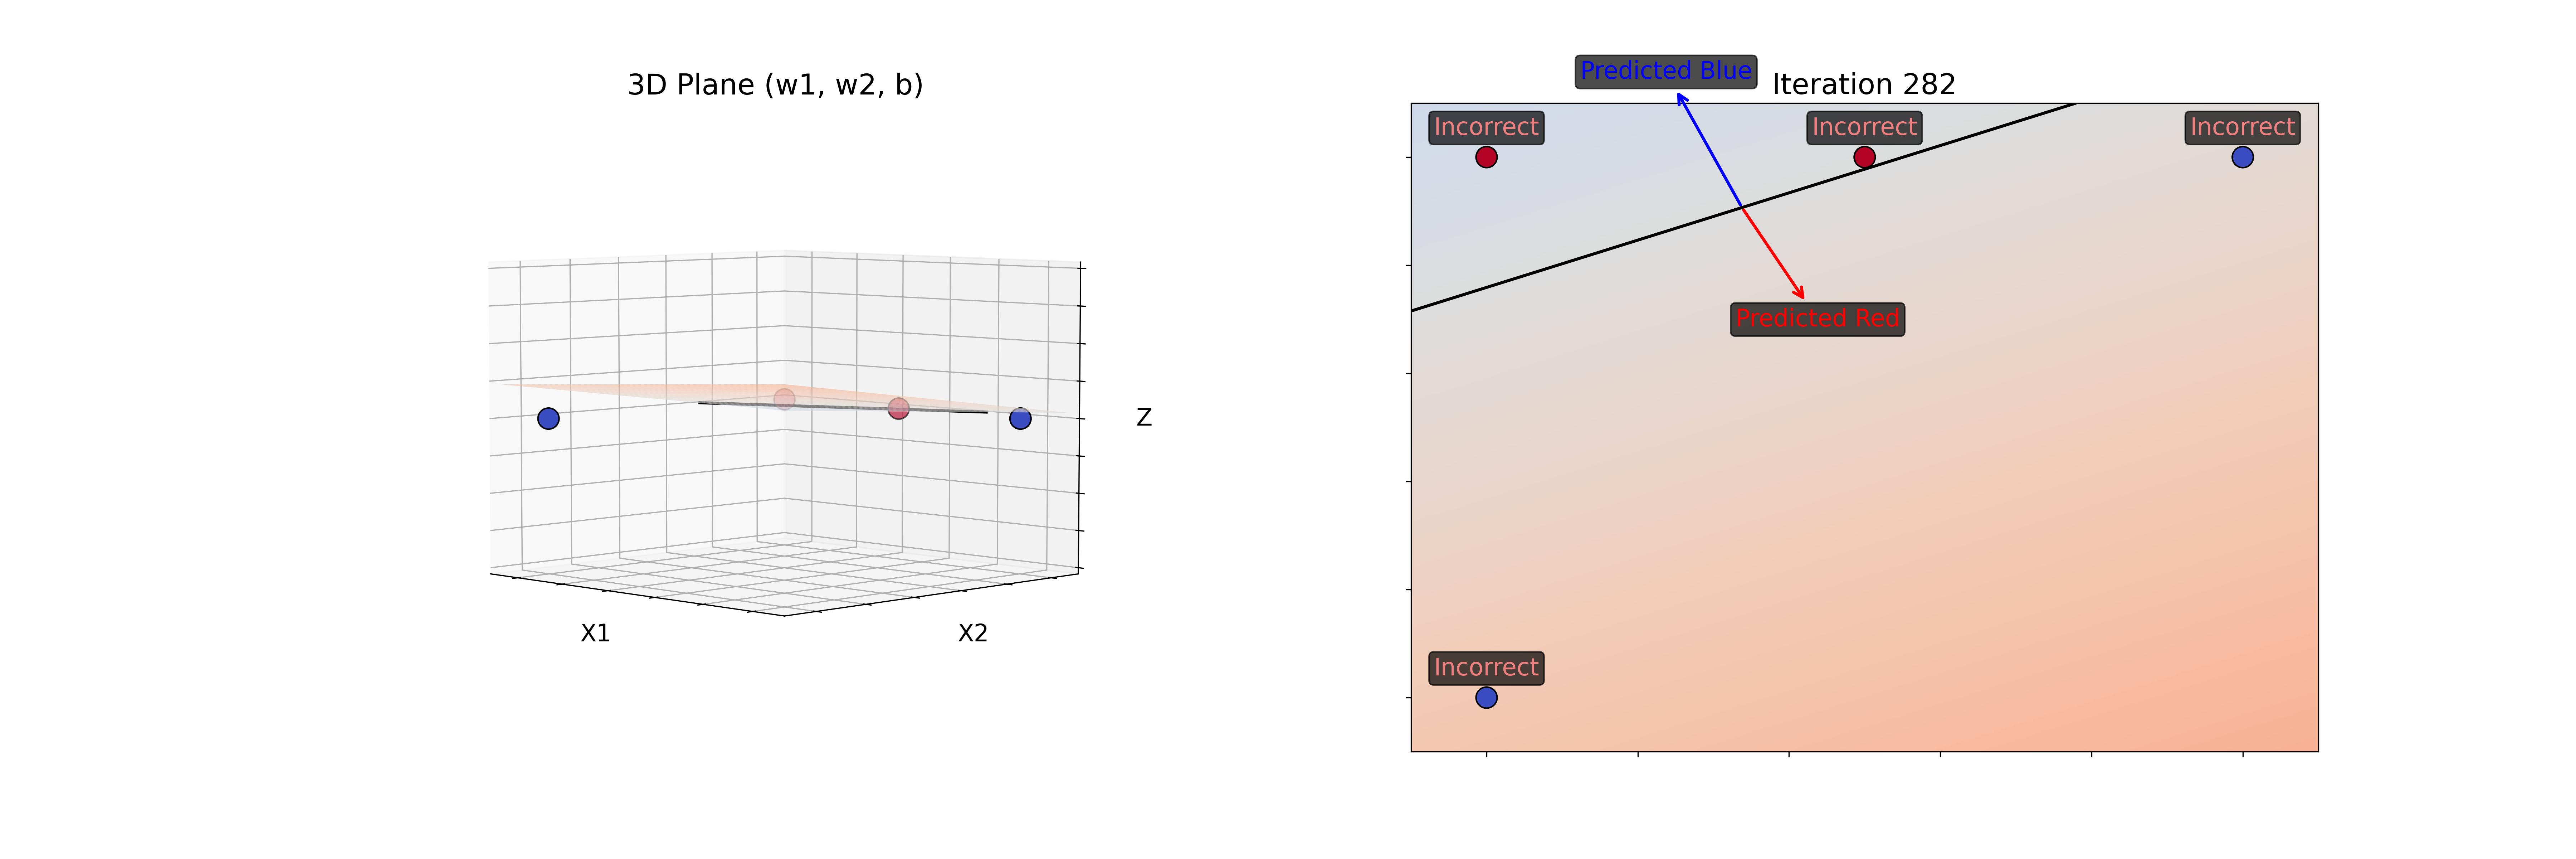 3D Plane (w1, w2, b)
Z
X1
X2
Predicted Blue
Iteration 282
Incorrect
Incorrect
Incorrect
Predicted Red
Incorrect